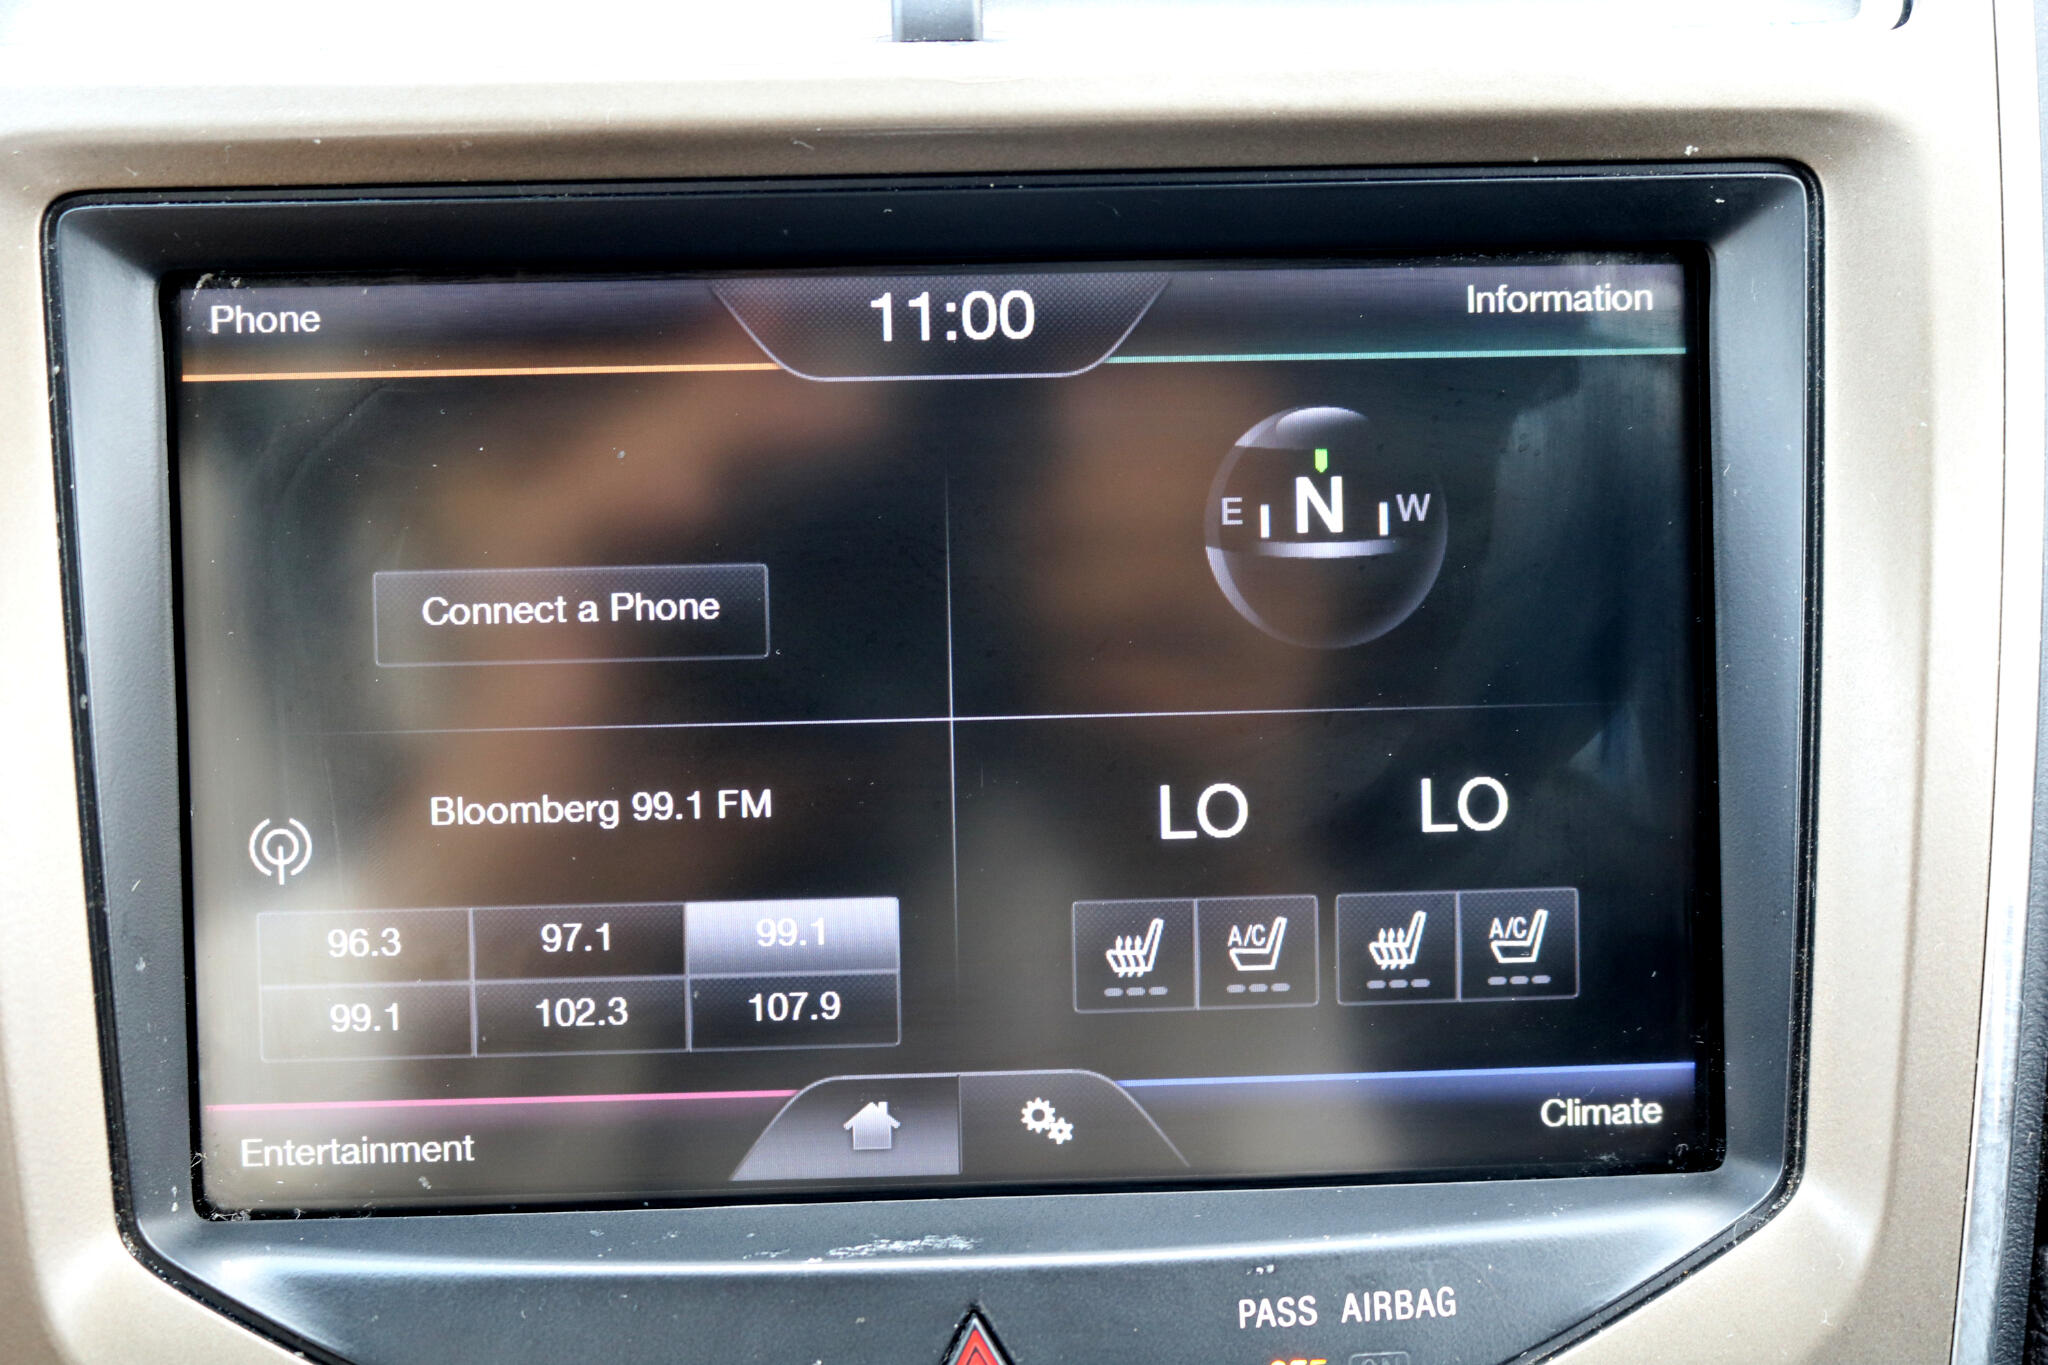 Phone
11:00
Information
E N W
Connect a Phone
Bloomberg 99.1 FM
LO LO
96.3 97.1 99.1
99.1 102.3 107.9
A/C A/C
Entertainment
Climate
PASS AIRBAG